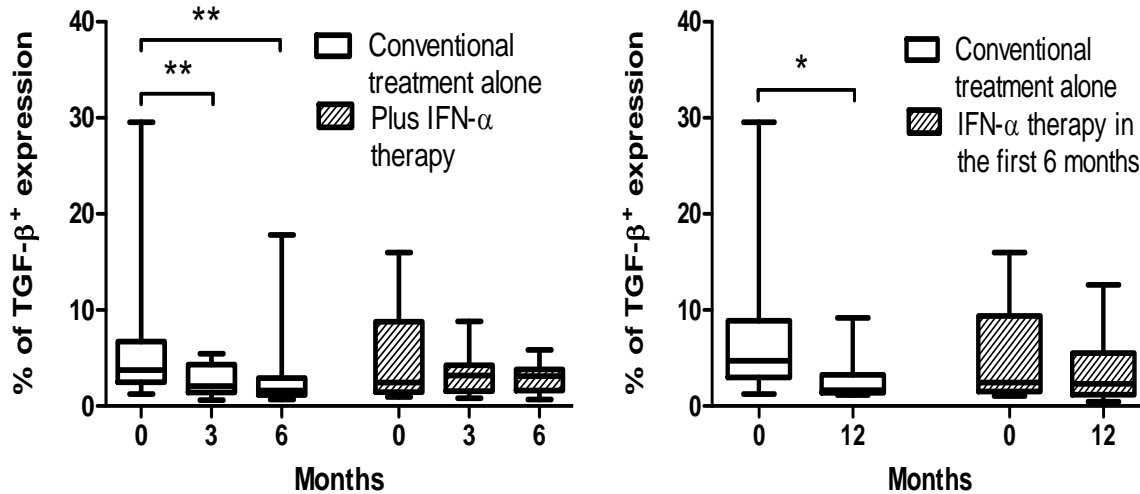 % of TGF-β⁺ expression
40
30
20
10
0
**
**
Conventional
treatment alone
Plus IFN-α
therapy
0 3 6 0 3 6
Months
% of TGF-β⁺ expression
40
30
20
10
0
*
Conventional
treatment alone
IFN-α therapy in
the first 6 months
0 12 0 12
Months